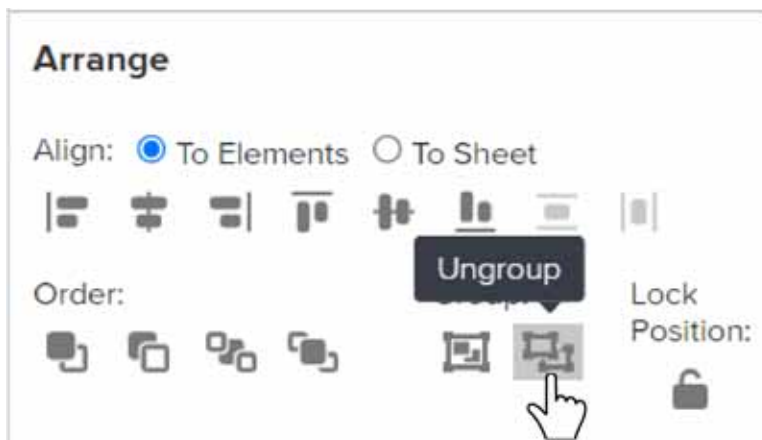 Arrange
Align: To Elements To Sheet
Ungroup
Order:
Lock
Position: